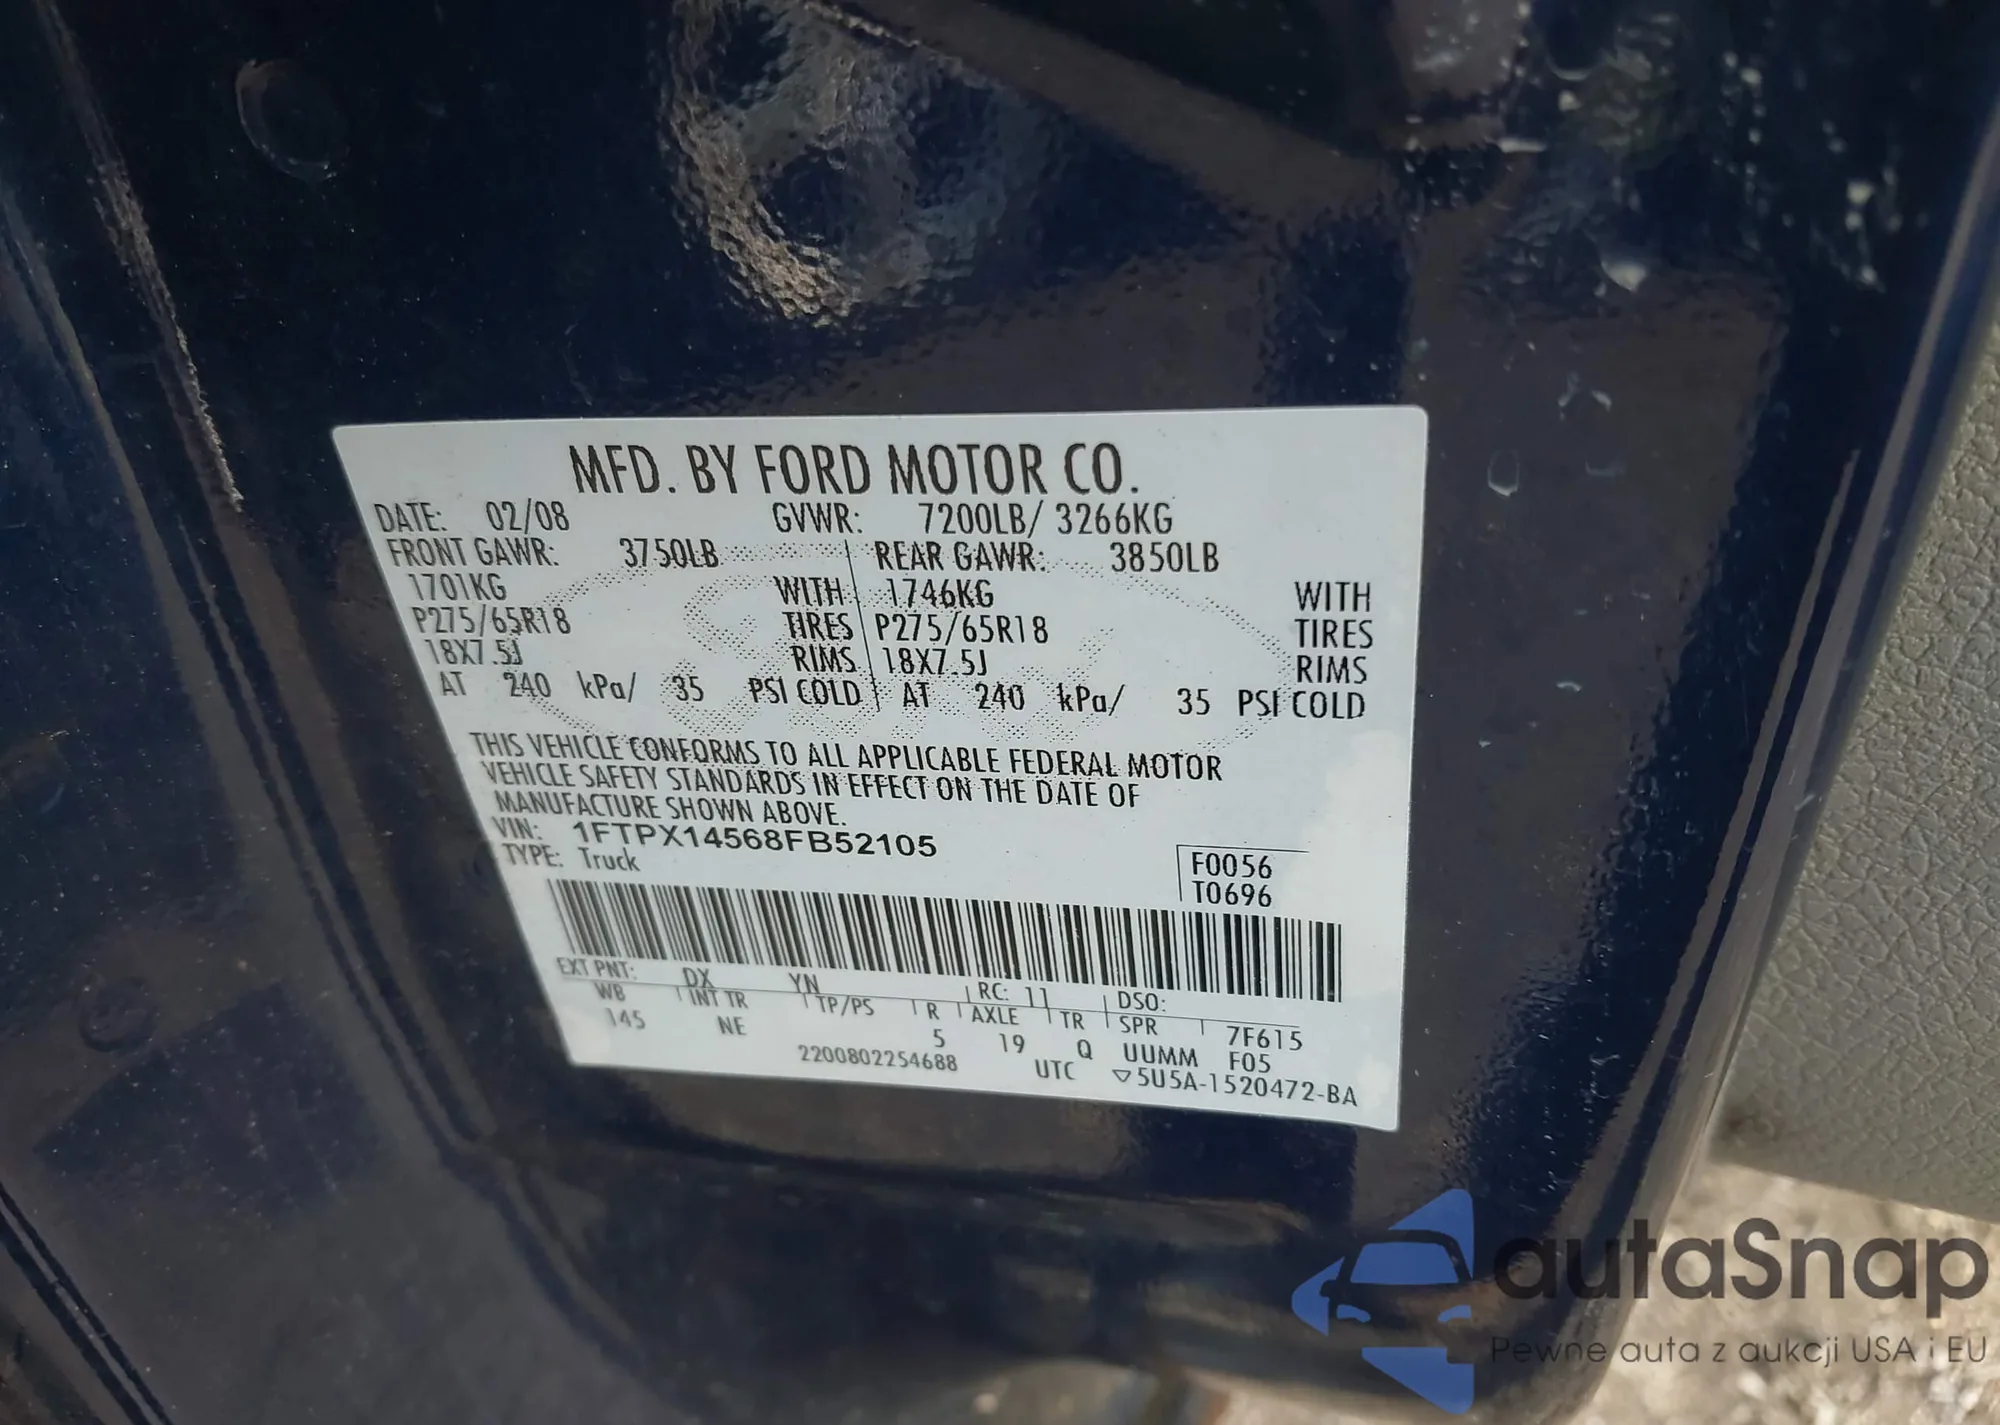 MFD. BY FORD MOTOR CO.
DATE: 02/08 GVWR: 7200LB/ 3266KG
FRONT GAWR: 3750LB REAR GAWR: 3850LB
1701KG WITH 1746KG WITH
P275/65R18 TIRES P275/65R18 TIRES
18X7.5J RIMS 18X7.5J RIMS
AT 240 kPa/ 35 PSI COLD AT 240 kPa/ 35 PSI COLD
THIS VEHICLE CONFORMS TO ALL APPLICABLE FEDERAL MOTOR
VEHICLE SAFETY STANDARDS IN EFFECT ON THE DATE OF
MANUFACTURE SHOWN ABOVE.
VIN: 1FTPX14568FB52105
TYPE: Truck
F0056
T0696
EXT PNT: DX YN RC: 11 DSO:
WB INT TR TP/PS R AXLE TR SPR 7F615
145 NE 5 19 Q UUMM F05
2200802254688 UTC ▽5U5A-1520472-BA
autaSnap
Pewne auta z aukcji USA i EU